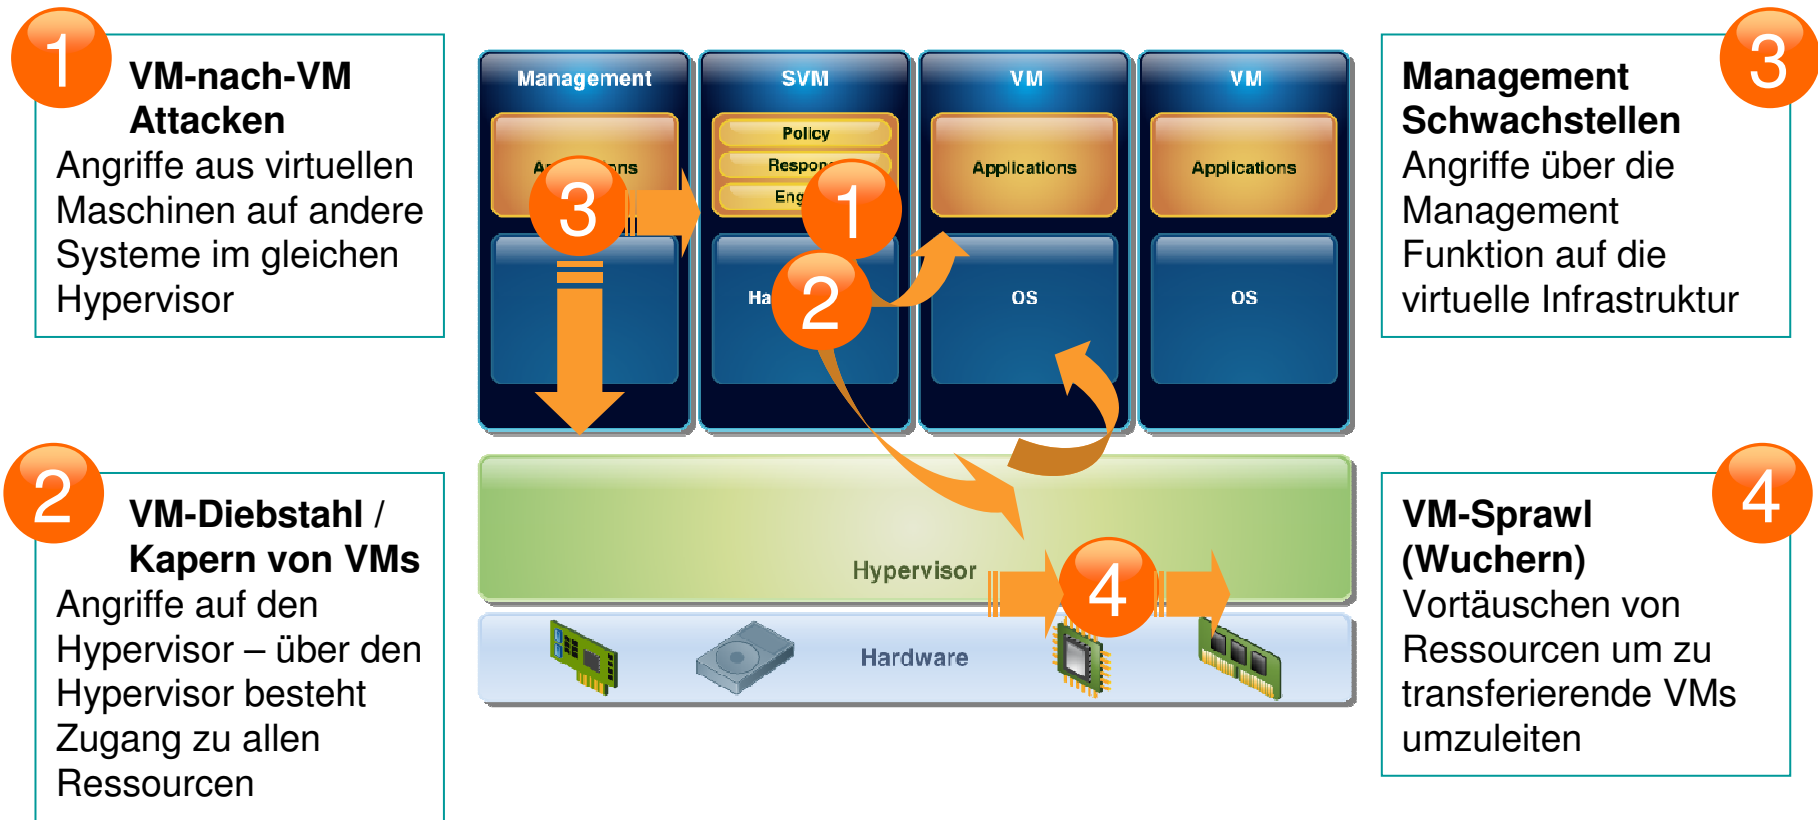 1
VM-nach-VM
Attacken
Angriffe aus virtuellen
Maschinen auf andere
Systeme im gleichen
Hypervisor
2
VM-Diebstahl /
Kapern von VMs
Angriffe auf den
Hypervisor – über den
Hypervisor besteht
Zugang zu allen
Ressourcen
Management
SVM
VM
VM
Policy
Applications
Applications
3
1
2
OS
OS
Hypervisor
4
Hardware
3
Management
Schwachstellen
Angriffe über die
Management
Funktion auf die
virtuelle Infrastruktur
4
VM-Sprawl
(Wuchern)
Vortäuschen von
Ressourcen um zu
transferierende VMs
umzuleiten